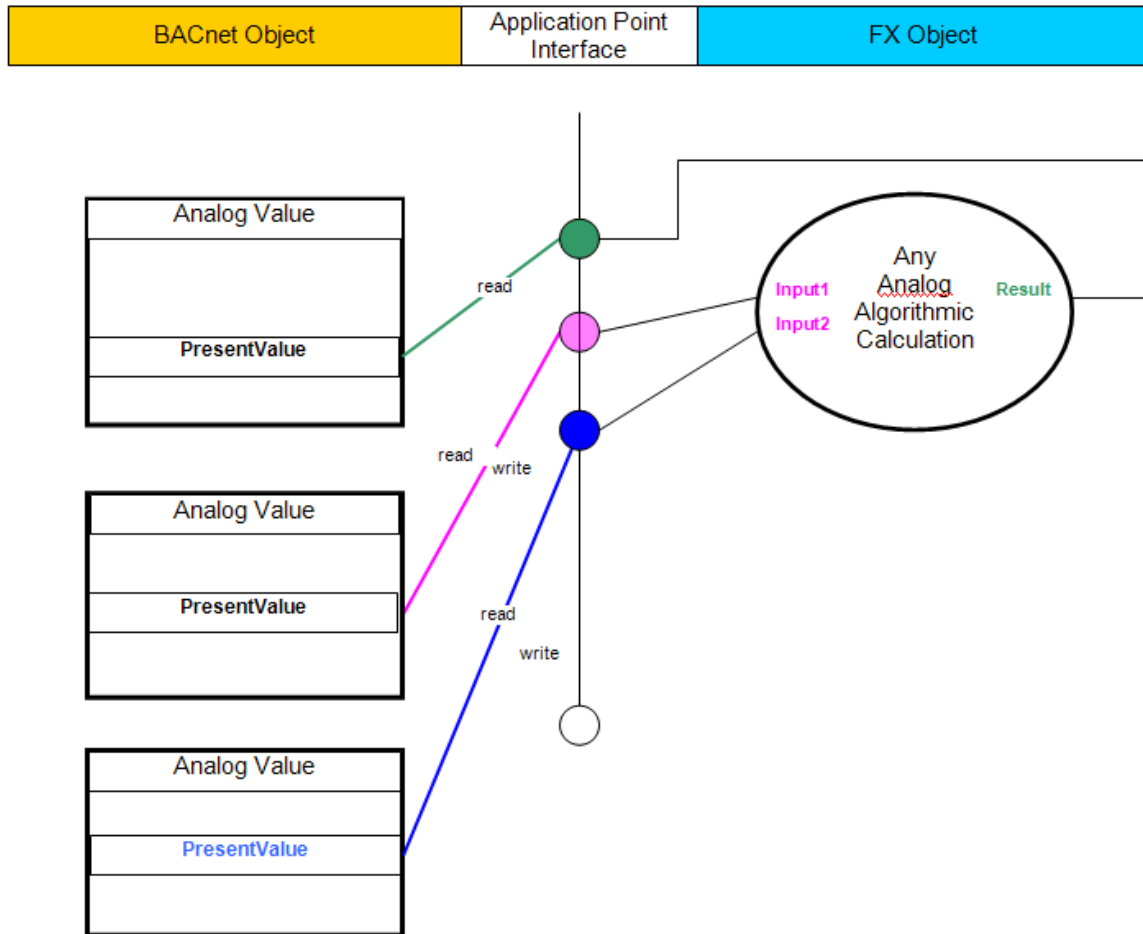 BACnet Object
Application Point
Interface
FX Object
Analog Value
PresentValue
read
Any
Analog
Algorithmic
Calculation
Input1
Input2
Result
Analog Value
PresentValue
read
write
Analog Value
PresentValue
read
write